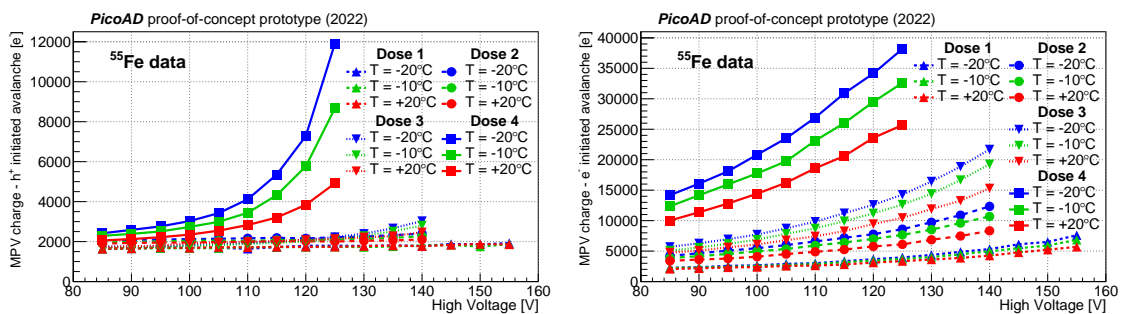 PicoAD proof-of-concept prototype (2022)
MPV charge - h⁺ initiated avalanche [e⁻]
12000
10000
8000
6000
4000
2000
0
⁵⁵Fe data
Dose 1 Dose 2
T = -20°C T = -20°C
T = -10°C T = -10°C
T = +20°C T = +20°C
Dose 3 Dose 4
T = -20°C T = -20°C
T = -10°C T = -10°C
T = +20°C T = +20°C
80 90 100 110 120 130 140 150 160
High Voltage [V]
PicoAD proof-of-concept prototype (2022)
MPV charge - e⁻ initiated avalanche [e⁻]
40000
35000
30000
25000
20000
15000
10000
5000
0
⁵⁵Fe data
Dose 1 Dose 2
T = -20°C T = -20°C
T = -10°C T = -10°C
T = +20°C T = +20°C
Dose 3
T = -20°C
T = -10°C
T = +20°C
Dose 4
T = -20°C
T = -10°C
T = +20°C
80 90 100 110 120 130 140 150 160
High Voltage [V]